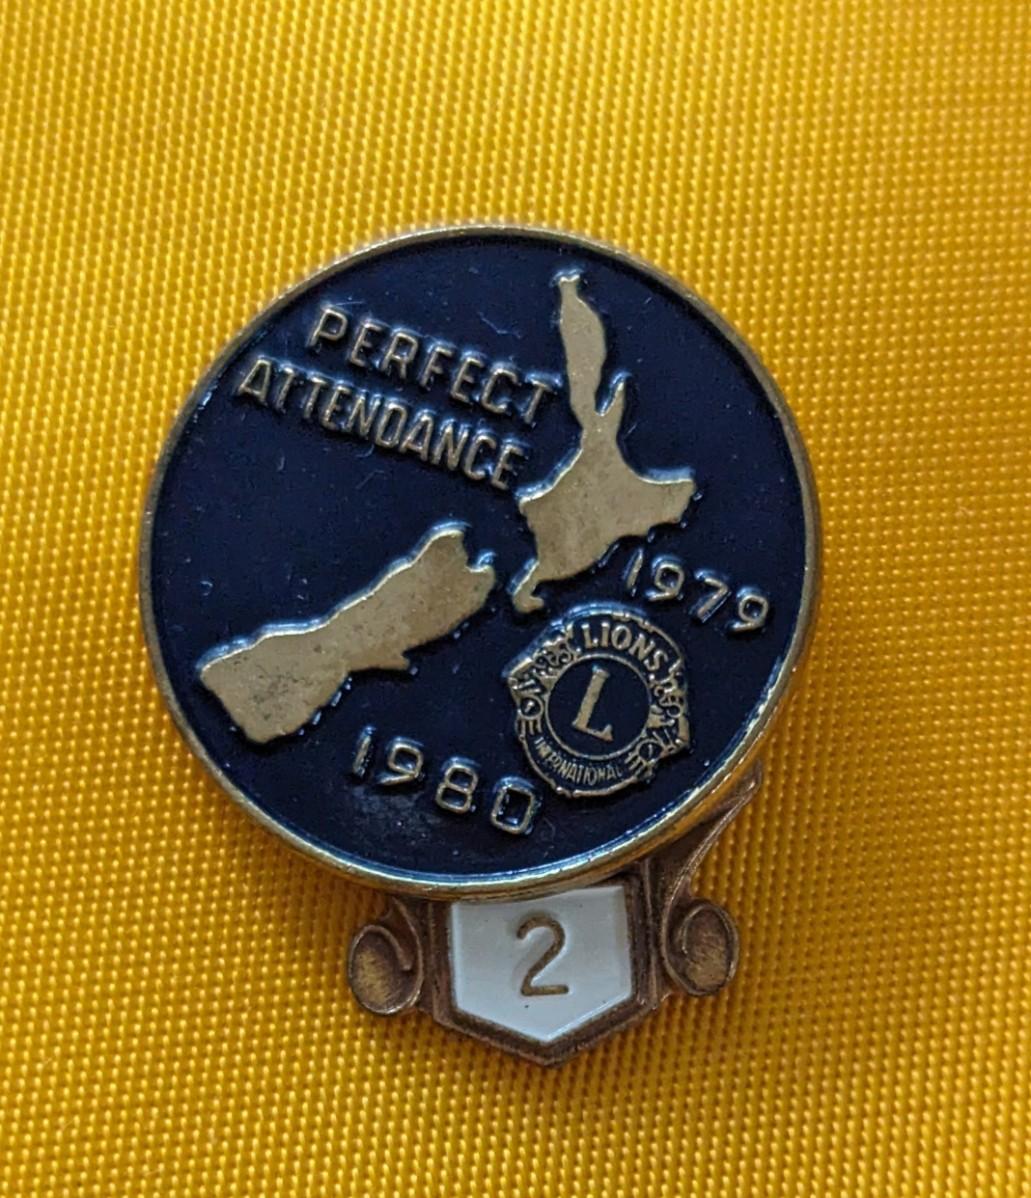 PERFECT
ATTENDANCE
1979
LIONS
L
INTERNATIONAL
1980
2